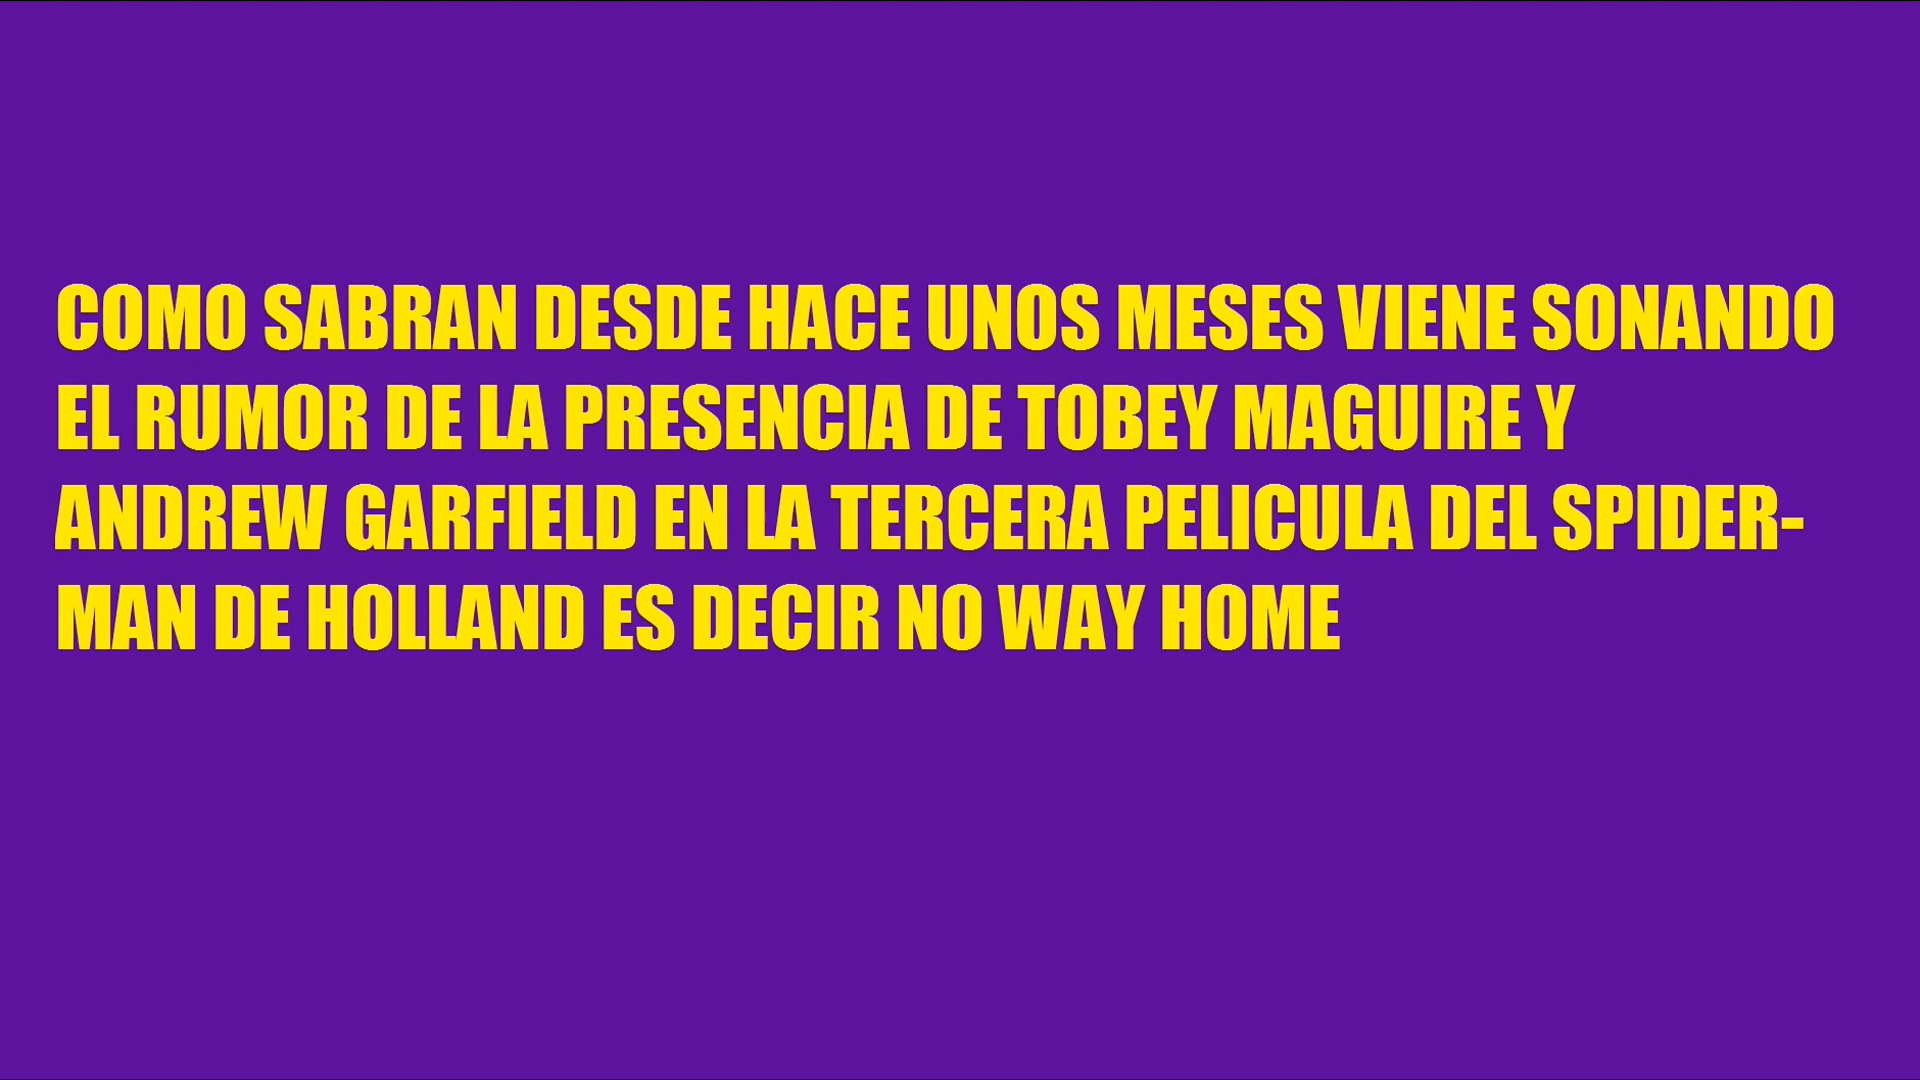 COMO SABRAN DESDE HACE UNOS MESES VIENE SONANDO
EL RUMOR DE LA PRESENCIA DE TOBEY MAGUIRE Y
ANDREW GARFIELD EN LA TERCERA PELICULA DEL SPIDER-
MAN DE HOLLAND ES DECIR NO WAY HOME